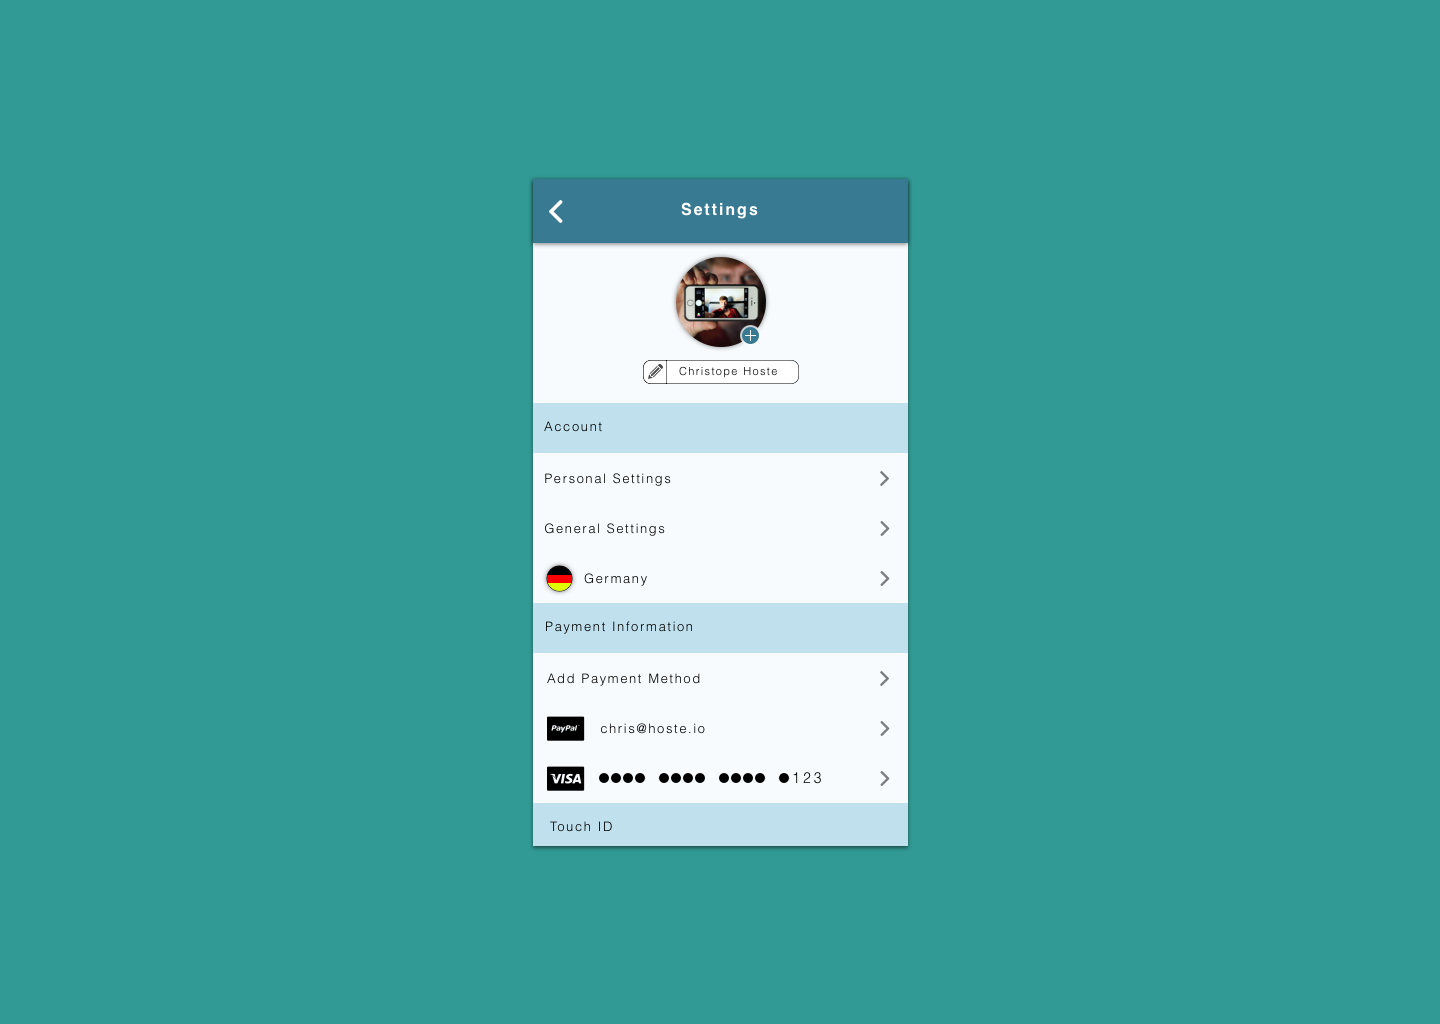 Settings
Christope Hoste
Account
Personal Settings
General Settings
Germany
Payment Information
Add Payment Method
PayPal chris@hoste.io
VISA ●●●● ●●●● ●●●● ●123
Touch ID